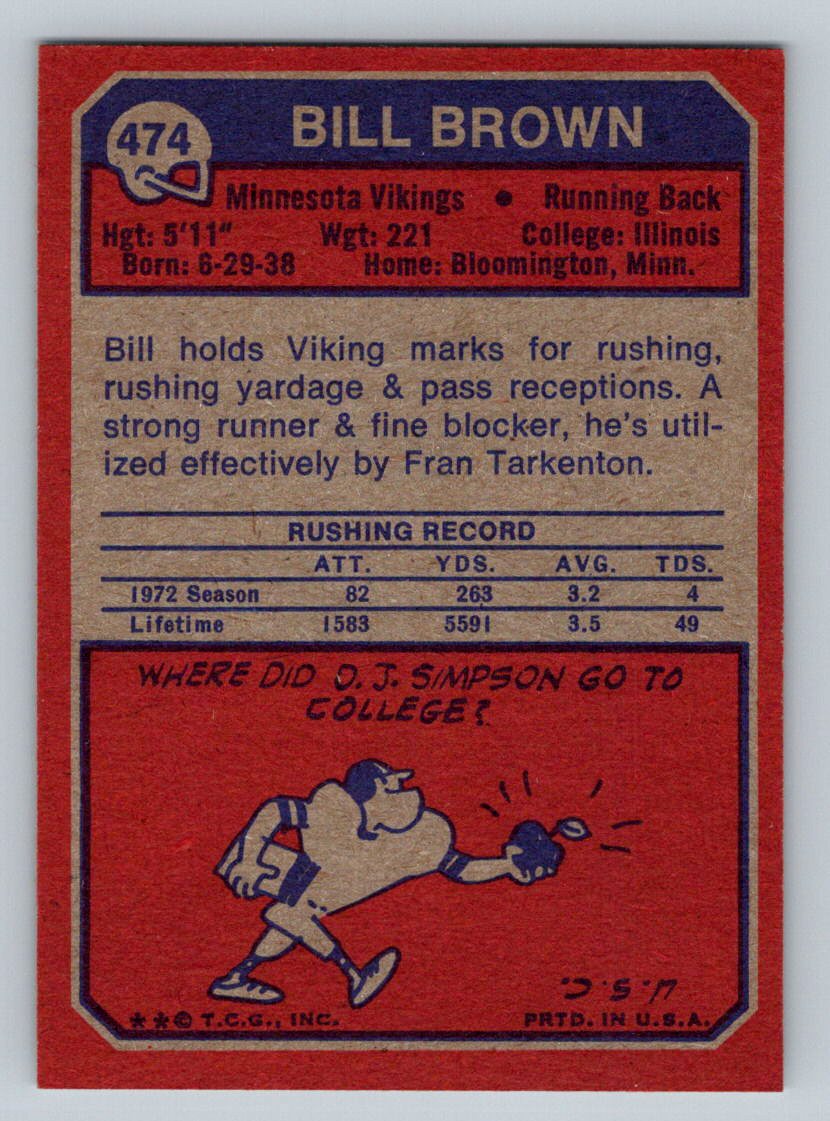 474
BILL BROWN
Minnesota Vikings • Running Back
Hgt: 5'11" Wgt: 221 College: Illinois
Born: 6-29-38 Home: Bloomington, Minn.
Bill holds Viking marks for rushing,
rushing yardage & pass receptions. A
strong runner & fine blocker, he's util-
ized effectively by Fran Tarkenton.
RUSHING RECORD
ATT. YDS. AVG. TDS.
1972 Season 82 263 3.2 4
Lifetime 1583 5591 3.5 49
WHERE DID O.J. SIMPSON GO TO
COLLEGE?
U.S.C.
**© T.C.G., INC. PRTD. IN U.S.A.